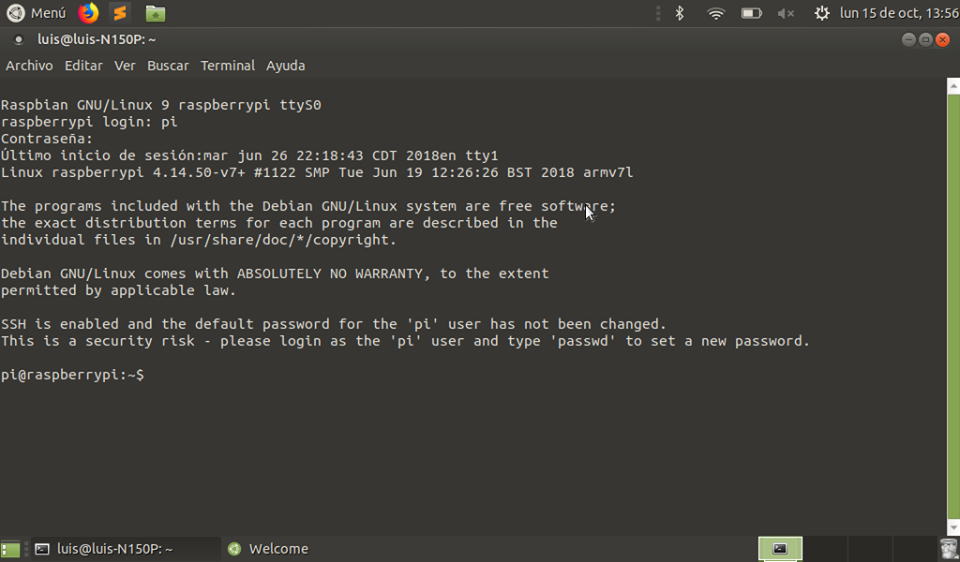 Menú
lun 15 de oct, 13:56
luis@luis-N150P: ~
Archivo Editar Ver Buscar Terminal Ayuda
Raspbian GNU/Linux 9 raspberrypi ttyS0
raspberrypi login: pi
Contraseña:
Último inicio de sesión:mar jun 26 22:18:43 CDT 2018en tty1
Linux raspberrypi 4.14.50-v7+ #1122 SMP Tue Jun 19 12:26:26 BST 2018 armv7l
The programs included with the Debian GNU/Linux system are free software;
the exact distribution terms for each program are described in the
individual files in /usr/share/doc/*/copyright.
Debian GNU/Linux comes with ABSOLUTELY NO WARRANTY, to the extent
permitted by applicable law.
SSH is enabled and the default password for the 'pi' user has not been changed.
This is a security risk - please login as the 'pi' user and type 'passwd' to set a new password.
pi@raspberrypi:~$
luis@luis-N150P: ~
Welcome